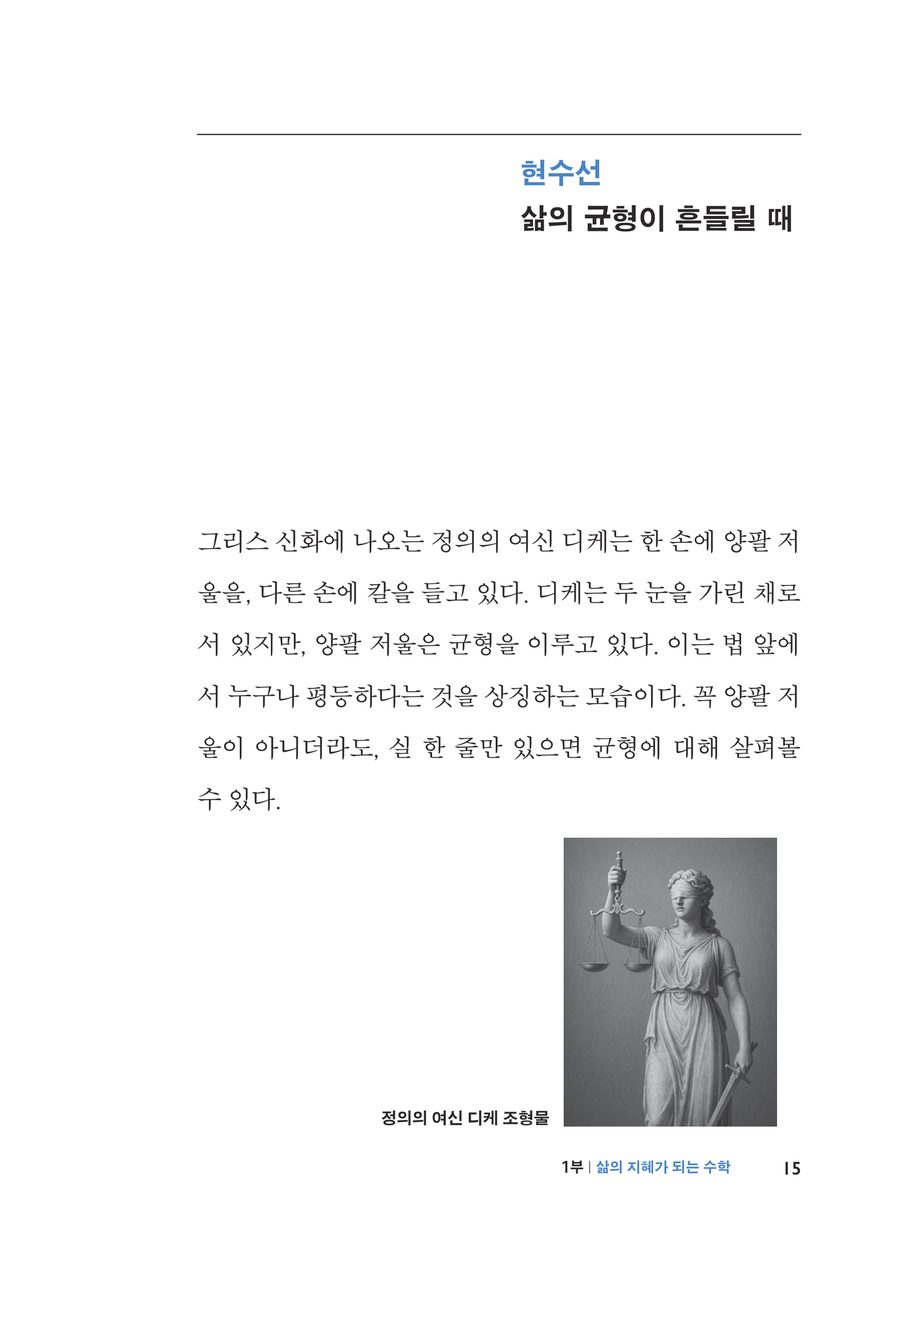 현수선
삶의 균형이 흔들릴 때
그리스 신화에 나오는 정의의 여신 디케는 한 손에 양팔 저
울을, 다른 손에 칼을 들고 있다. 디케는 두 눈을 가린 채로
서 있지만, 양팔 저울은 균형을 이루고 있다. 이는 법 앞에
서 누구나 평등하다는 것을 상징하는 모습이다. 꼭 양팔 저
울이 아니더라도, 실 한 줄만 있으면 균형에 대해 살펴볼
수 있다.
정의의 여신 디케 조형물
1부 | 삶의 지혜가 되는 수학 15